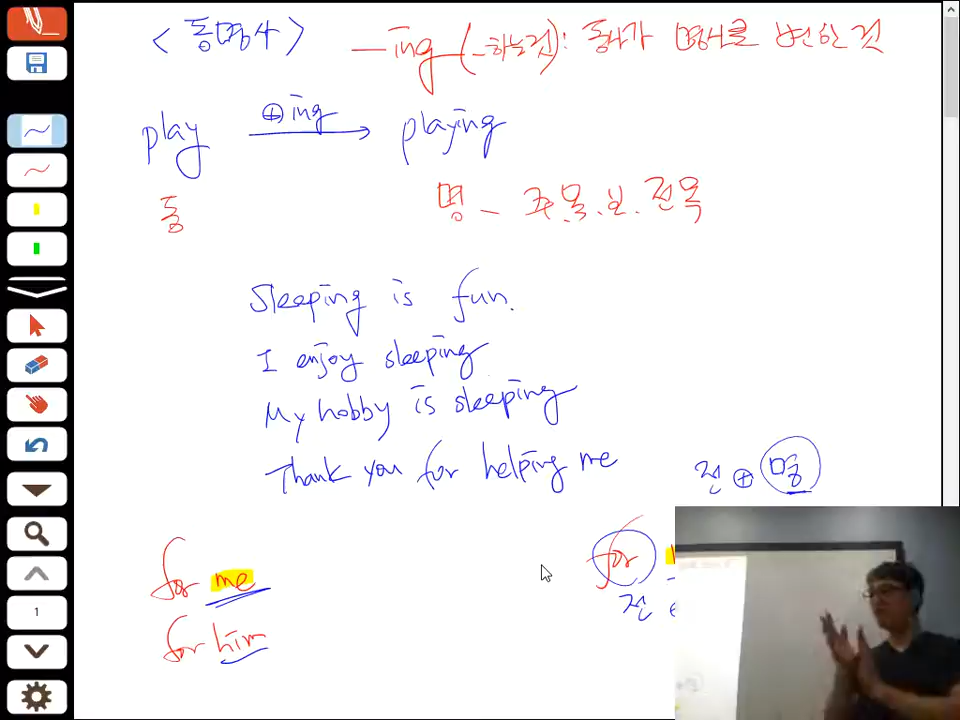 <동명사> —ing (~하는것): 동사가 명사로 변한 것
play ⊕ing → playing
동 명 – 주.목.보.전목
Sleeping is fun.
I enjoy sleeping
My hobby is sleeping
Thank you for helping me
전 ⊕ 명
for me for
전
for him
1